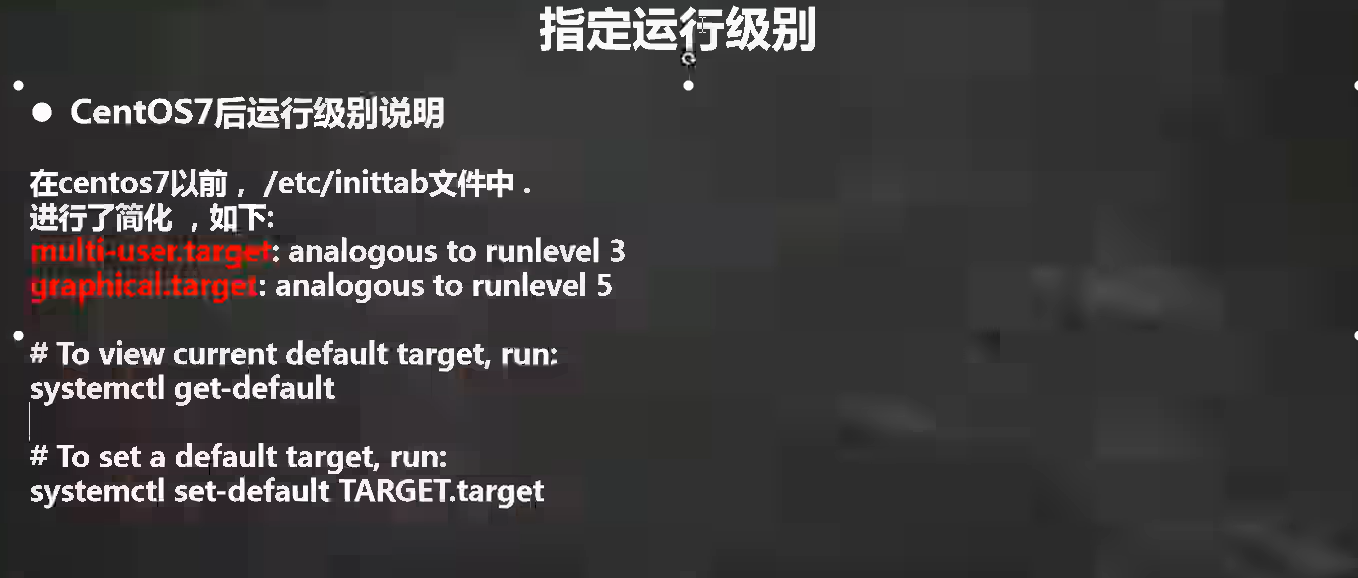 指定运行级别
● CentOS7后运行级别说明
在centos7以前， /etc/inittab文件中 .
进行了简化 ，如下:
multi-user.target: analogous to runlevel 3
graphical.target: analogous to runlevel 5
# To view current default target, run:
systemctl get-default
# To set a default target, run:
systemctl set-default TARGET.target